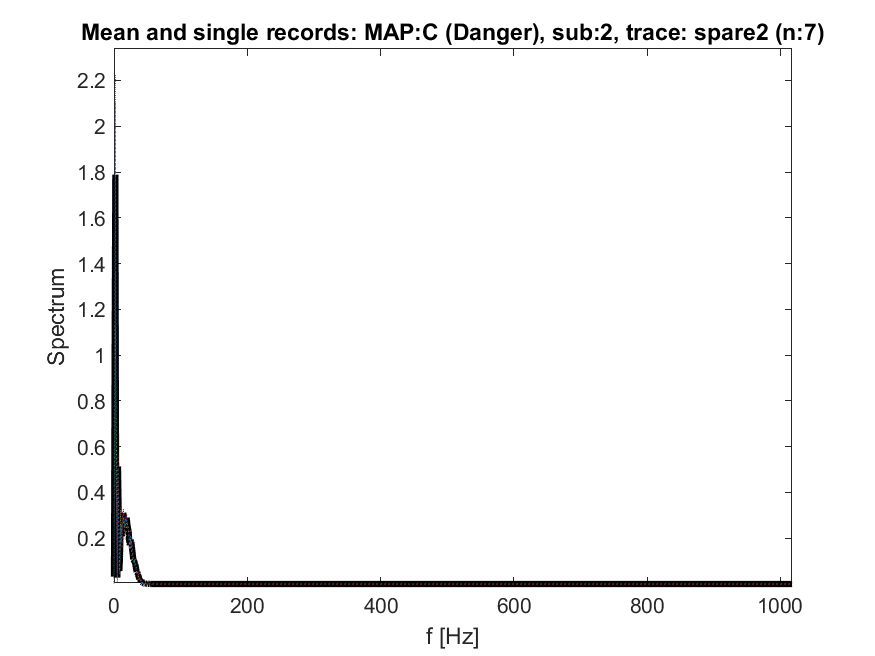 Mean and single records: MAP:C (Danger), sub:2, trace: spare2 (n:7)
2.2
2
1.8
1.6
1.4
1.2
1
0.8
0.6
0.4
0.2
Spectrum
0 200 400 600 800 1000
f [Hz]